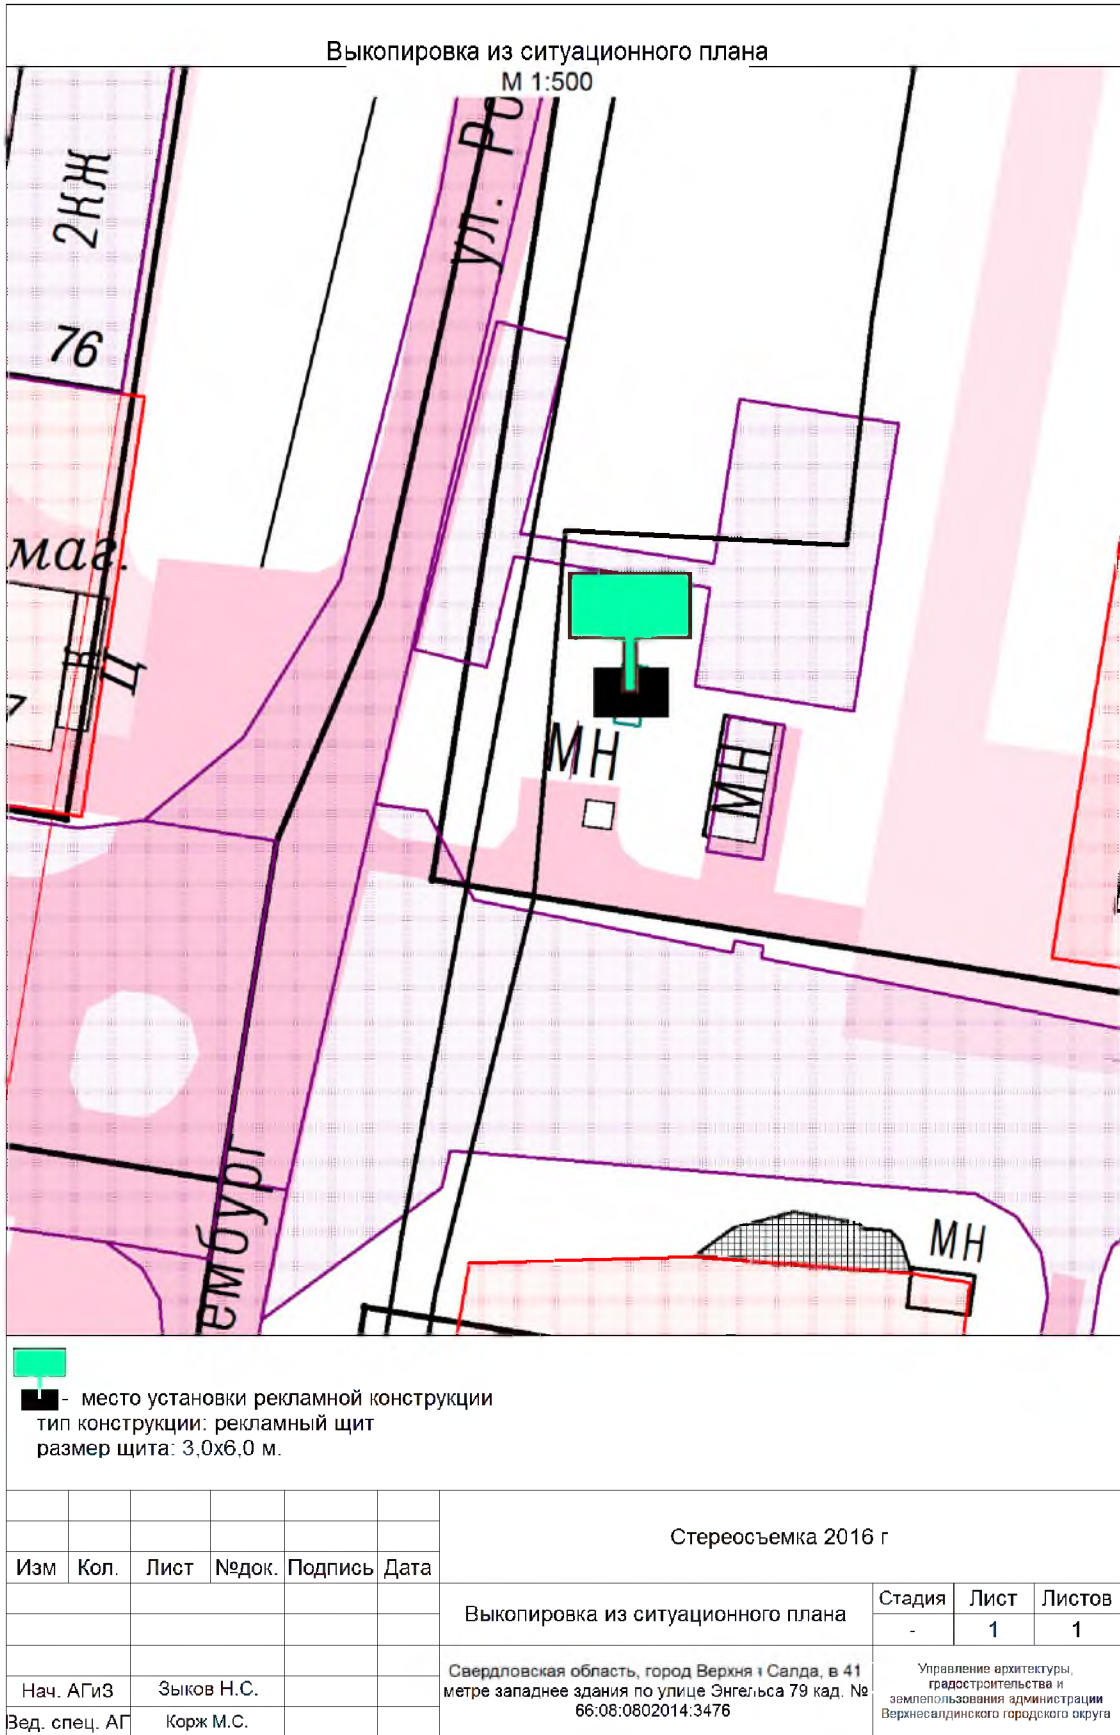 Выкопировка из ситуационного плана
М 1:500
ул. Ро
2КЖ
76
маг.
Ц
7
МН
МН
ембург
МН
- место установки рекламной конструкции
тип конструкции: рекламный щит
размер щита: 3,0х6,0 м.
Стереосъемка 2016 г
Изм Кол. Лист №док. Подпись Дата
Выкопировка из ситуационного плана
Стадия Лист Листов
- 1 1
Нач. АГиЗ Зыков Н.С.
Вед. спец. АГ Корж М.С.
Свердловская область, город Верхня Салда, в 41
метре западнее здания по улице Энгельса 79 кад. №
66:08:0802014:3476
Управление архитектуры,
градостроительства и
землепользования администрации
Верхнесалдинского городского округа